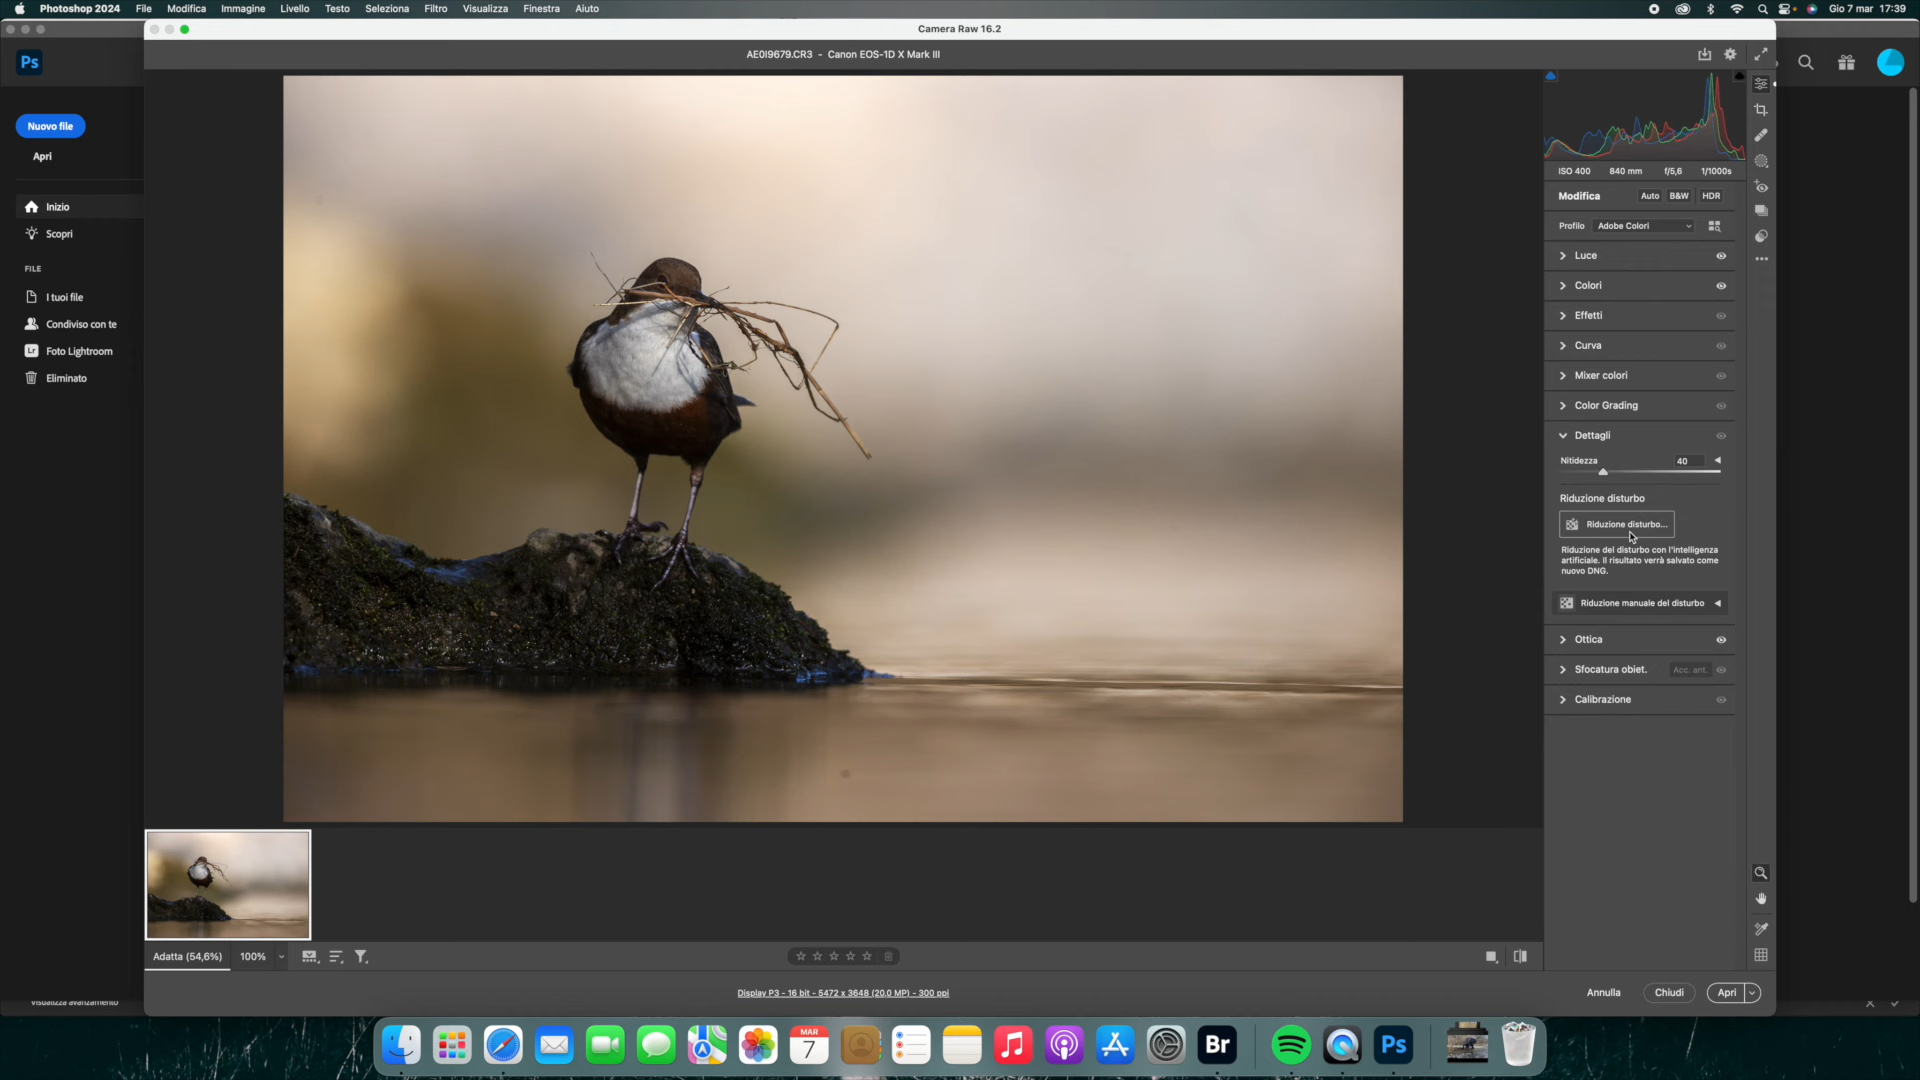 Photoshop 2024 File Modifica Immagine Livello Testo Seleziona Filtro Visualizza Finestra Aiuto Gio 7 mar 17:39
Camera Raw 16.2
AE0I9679.CR3 - Canon EOS-1D X Mark III
Ps
Nuovo file
Apri
Inizio
Scopri
FILE
I tuoi file
Condiviso con te
Lr Foto Lightroom
Eliminato
Visualizza avanzamento
ISO 400 840 mm f/5,6 1/1000s
Modifica Auto B&W HDR
Profilo Adobe Colori
Luce
Colori
Effetti
Curva
Mixer colori
Color Grading
Dettagli
Nitidezza 40
Riduzione disturbo
Riduzione disturbo...
Riduzione del disturbo con l'intelligenza
artificiale. Il risultato verrà salvato come
nuovo DNG.
Riduzione manuale del disturbo
Ottica
Sfocatura obiet. Acc. ant.
Calibrazione
Adatta (54,6%) 100%
Display P3 - 16 bit - 5472 x 3648 (20,0 MP) - 300 ppi
Annulla Chiudi Apri
MAR
7
Br
Ps